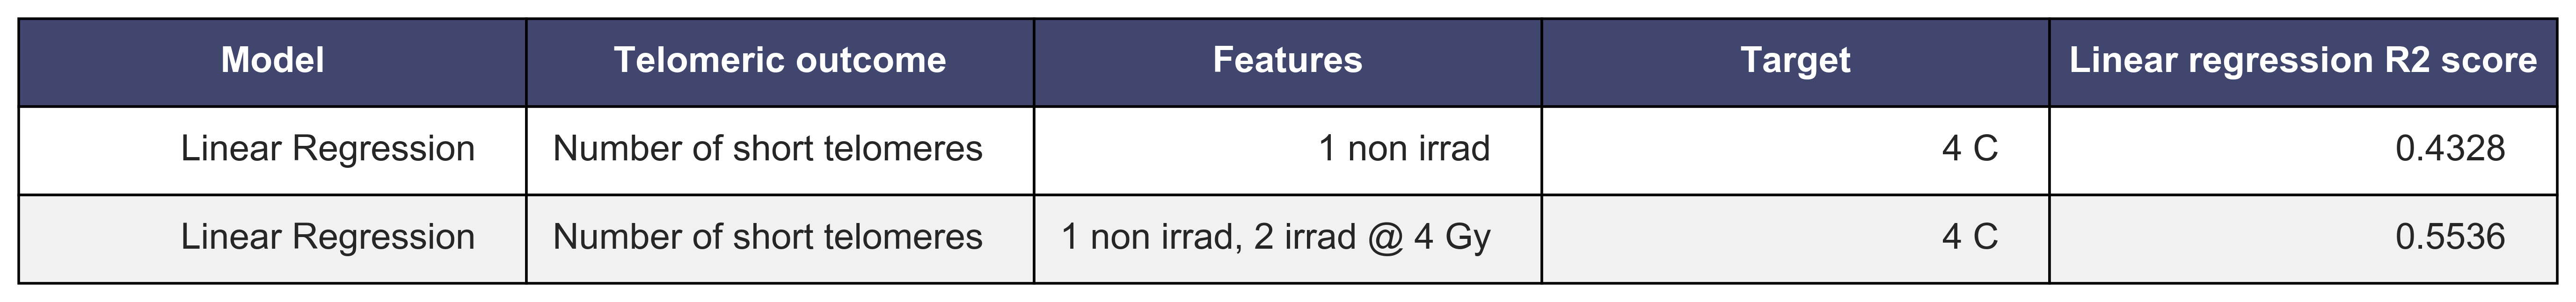 Model Telomeric outcome Features Target Linear regression R2 score
Linear Regression Number of short telomeres 1 non irrad 4 C 0.4328
Linear Regression Number of short telomeres 1 non irrad, 2 irrad @ 4 Gy 4 C 0.5536